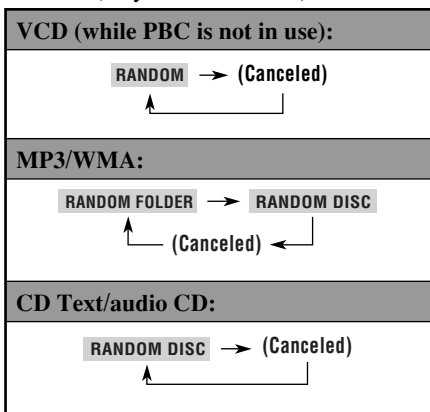 VCD (while PBC is not in use):
RANDOM → (Canceled)
MP3/WMA:
RANDOM FOLDER → RANDOM DISC
(Canceled)
CD Text/audio CD:
RANDOM DISC → (Canceled)